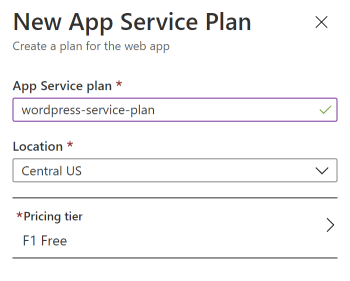 New App Service Plan
Create a plan for the web app
App Service plan *
wordpress-service-plan
Location *
Central US
*Pricing tier
F1 Free